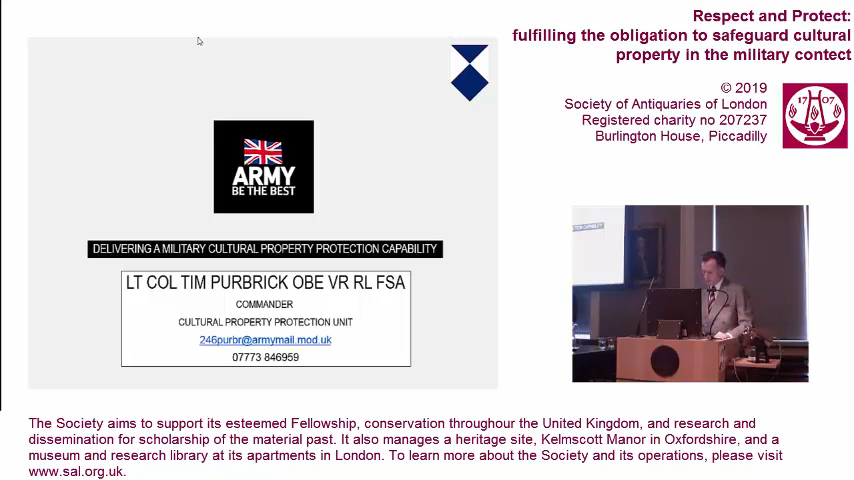 Respect and Protect:
fulfilling the obligation to safeguard cultural
property in the military contect
© 2019
Society of Antiquaries of London
Registered charity no 207237
Burlington House, Piccadilly
17 07
ARMY
BE THE BEST
DELIVERING A MILITARY CULTURAL PROPERTY PROTECTION CAPABILITY
LT COL TIM PURBRICK OBE VR RL FSA
COMMANDER
CULTURAL PROPERTY PROTECTION UNIT
246purbr@armymail.mod.uk
07773 846959
The Society aims to support its esteemed Fellowship, conservation throughour the United Kingdom, and research and
dissemination for scholarship of the material past. It also manages a heritage site, Kelmscott Manor in Oxfordshire, and a
museum and research library at its apartments in London. To learn more about the Society and its operations, please visit
www.sal.org.uk.